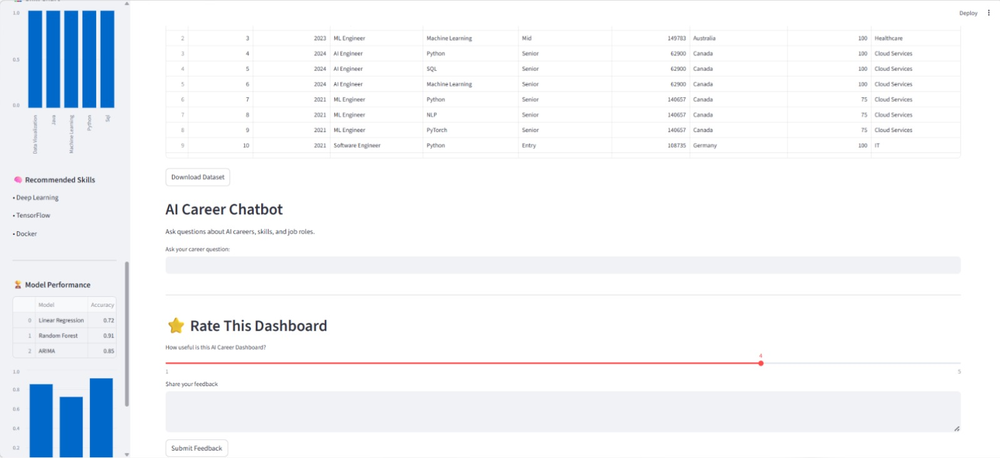 1.0
0.5
0.0
Data Visualization
Java
Machine Learning
Python
Sql
Recommended Skills
• Deep Learning
• TensorFlow
• Docker
Model Performance
Model Accuracy
0 Linear Regression 0.72
1 Random Forest 0.91
2 ARIMA 0.85
1.0
0.8
0.6
0.4
0.2
Deploy
2 3 2023 ML Engineer Machine Learning Mid 149783 Australia 100 Healthcare
3 4 2024 AI Engineer Python Senior 62900 Canada 100 Cloud Services
4 5 2024 AI Engineer SQL Senior 62900 Canada 100 Cloud Services
5 6 2024 AI Engineer Machine Learning Senior 62900 Canada 100 Cloud Services
6 7 2021 ML Engineer Python Senior 140657 Canada 75 Cloud Services
7 8 2021 ML Engineer NLP Senior 140657 Canada 75 Cloud Services
8 9 2021 ML Engineer PyTorch Senior 140657 Canada 75 Cloud Services
9 10 2021 Software Engineer Python Entry 108735 Germany 100 IT
Download Dataset
AI Career Chatbot
Ask questions about AI careers, skills, and job roles.
Ask your career question:
Rate This Dashboard
How useful is this AI Career Dashboard?
4
1 5
Share your feedback
Submit Feedback